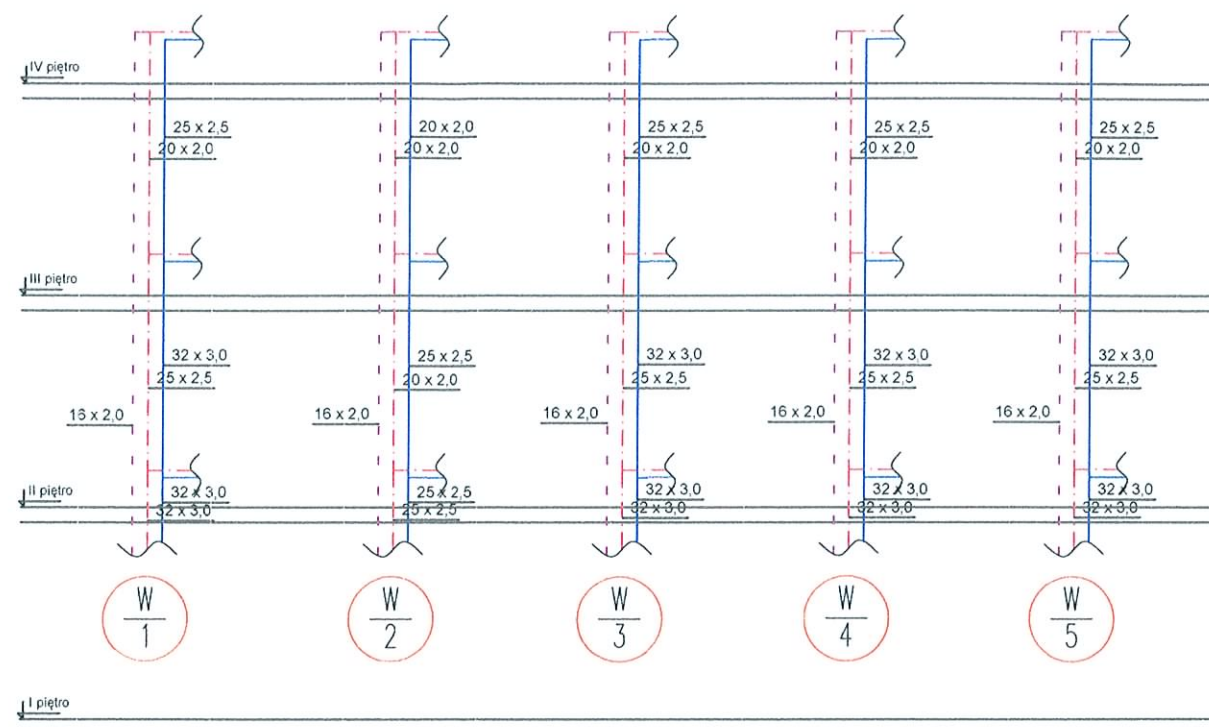 IV piętro
25 x 2,5 20 x 2,0 25 x 2,5 25 x 2,5 25 x 2,5
20 x 2,0 20 x 2,0 20 x 2,0 20 x 2,0 20 x 2,0
III piętro
32 x 3,0 25 x 2,5 32 x 3,0 32 x 3,0 32 x 3,0
25 x 2,5 20 x 2,0 25 x 2,5 25 x 2,5 25 x 2,5
16 x 2,0 16 x 2,0 16 x 2,0 16 x 2,0 16 x 2,0
II piętro
32 x 3,0 25 x 2,5 32 x 3,0 32 x 3,0 32 x 3,0
32 x 3,0 25 x 2,5 32 x 3,0 32 x 3,0 32 x 3,0
W W W W W
1 2 3 4 5
I piętro